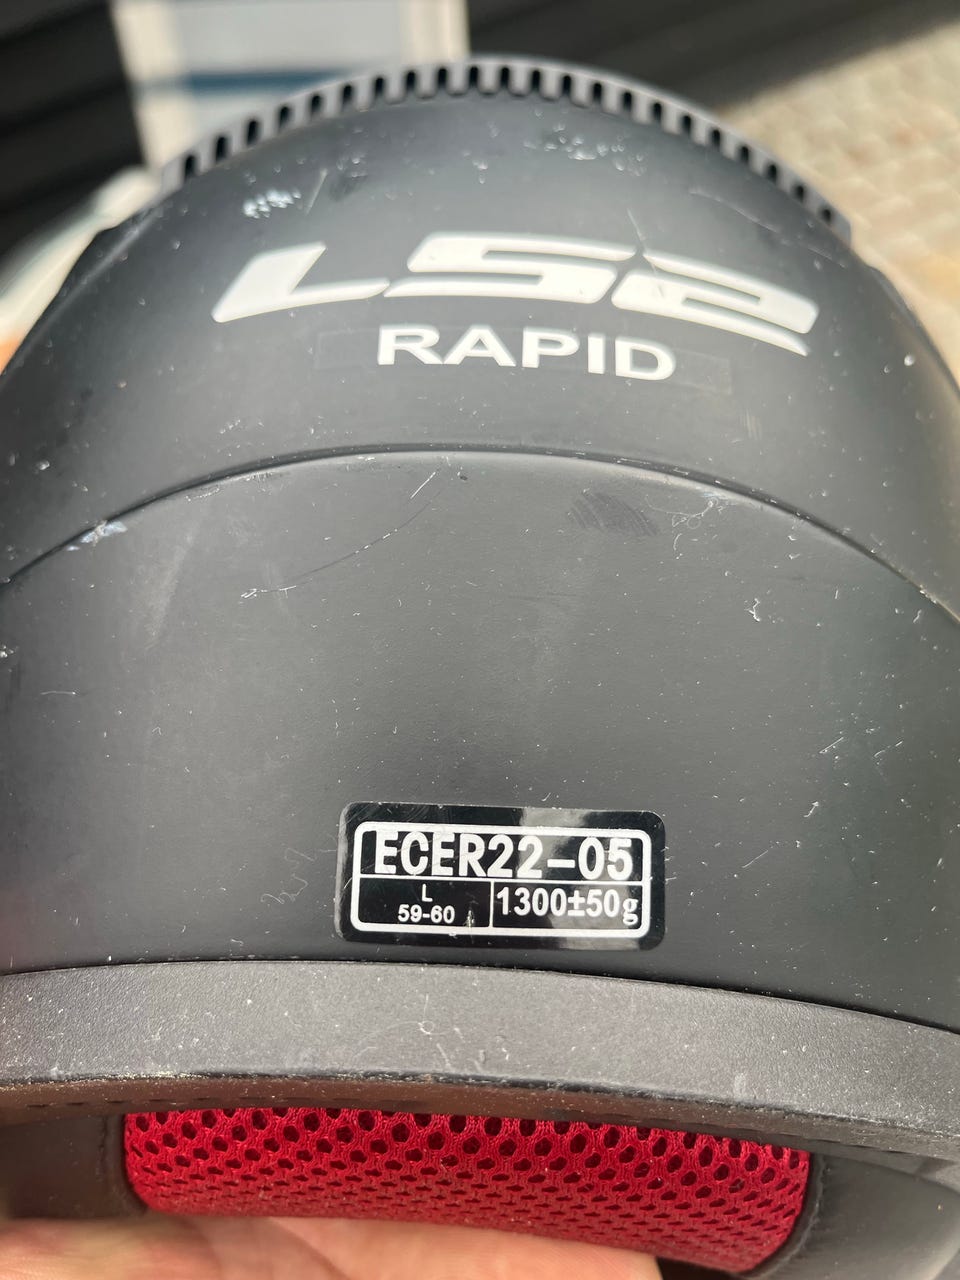 LS2
RAPID
ECER22-05
L
59-60
1300±50g